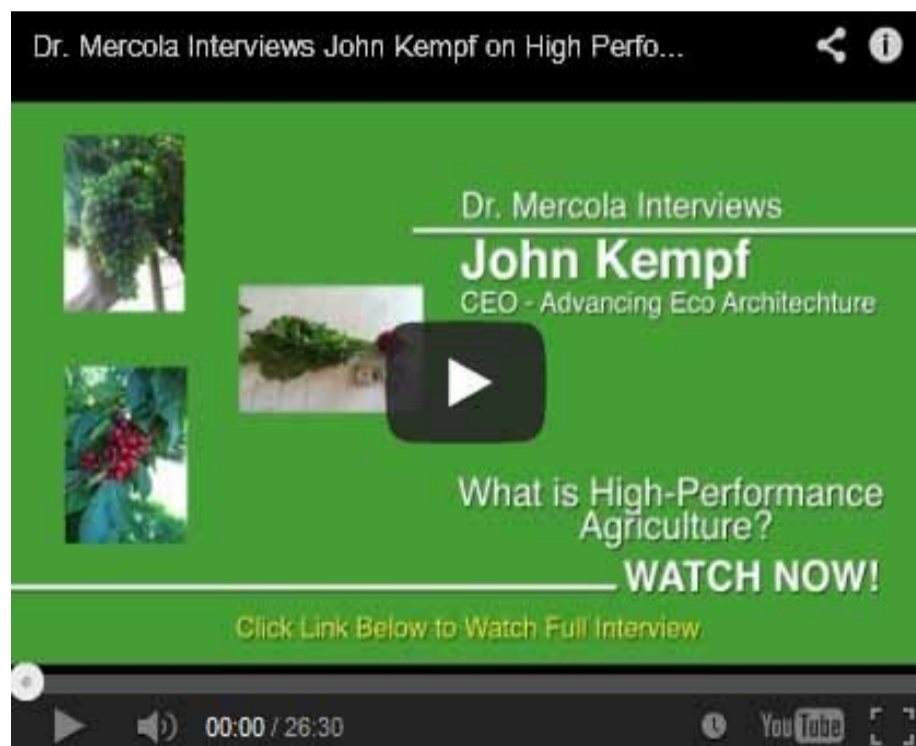 Dr. Mercola Interviews John Kempf on High Perfo...
Dr. Mercola Interviews
John Kempf
CEO - Advancing Eco Architechture
What is High-Performance
Agriculture?
WATCH NOW!
Click Link Below to Watch Full Interview
00:00 / 26:30
YouTube